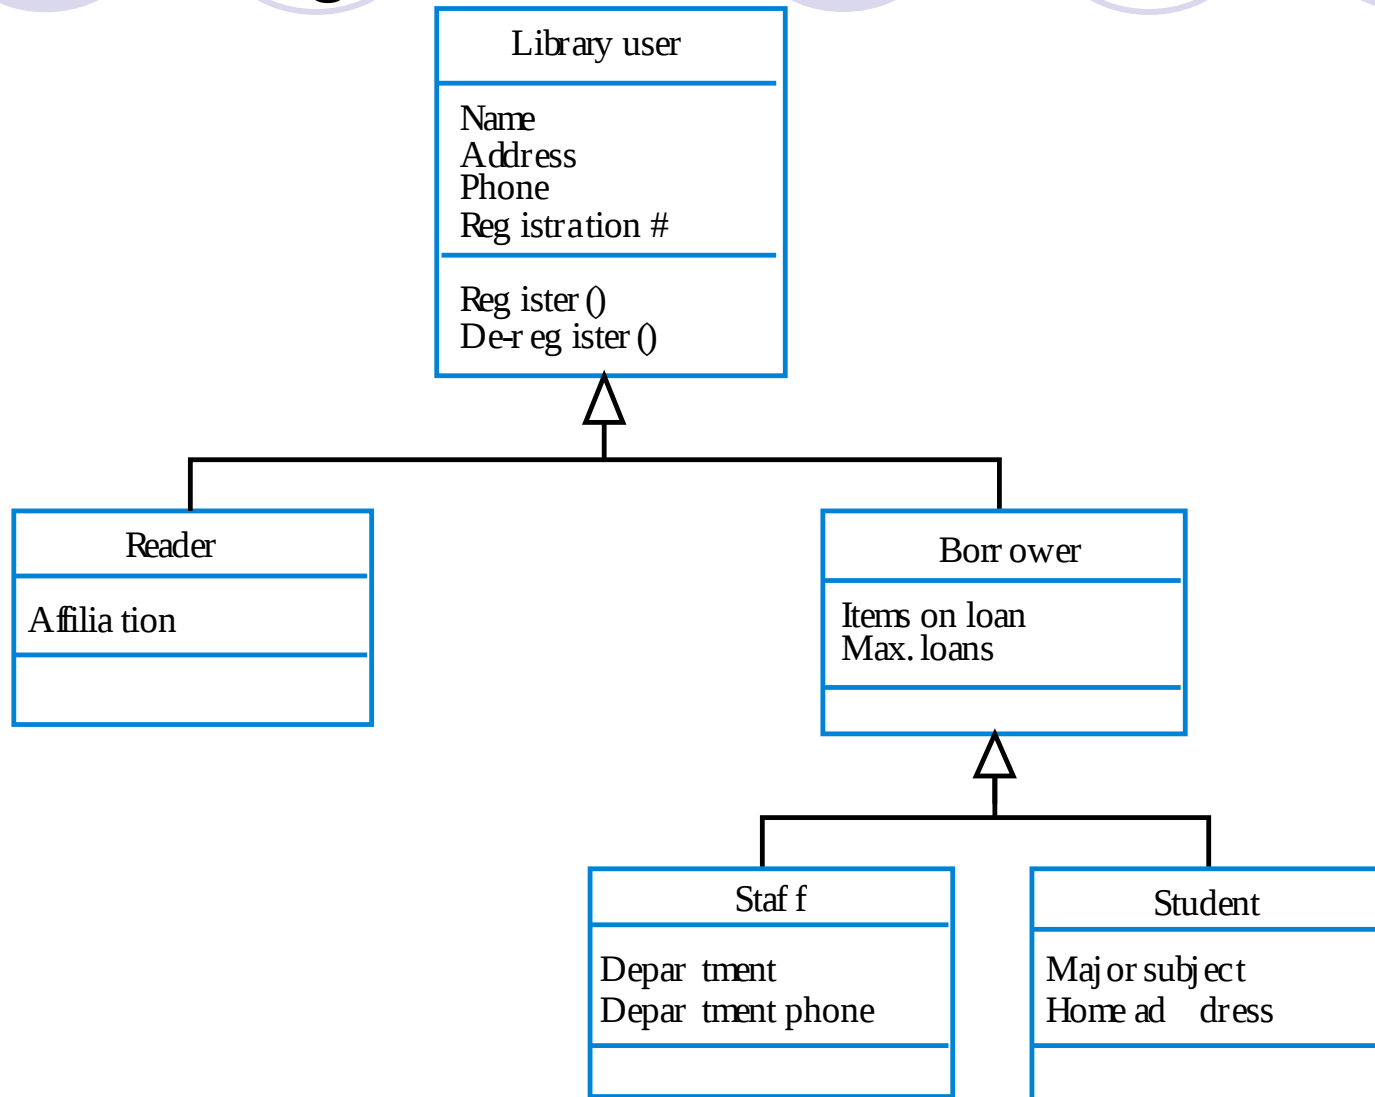 Library user
Name
Address
Phone
Registration #
Register ()
De-register ()
Reader
Affiliation
Borrower
Items on loan
Max. loans
Staff
Department
Department phone
Student
Major subject
Home address